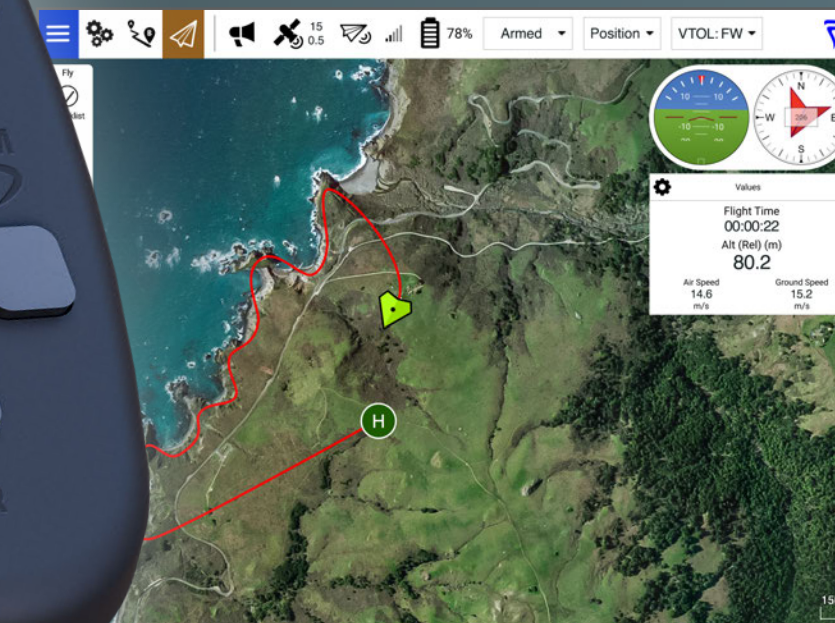 15
0.5
78%
Armed
Position
VTOL: FW
Fly
10 10
-10 -10
N
W E
206
S
Values
Flight Time
00:00:22
Alt (Rel) (m)
80.2
Air Speed Ground Speed
14.6 15.2
m/s m/s
H